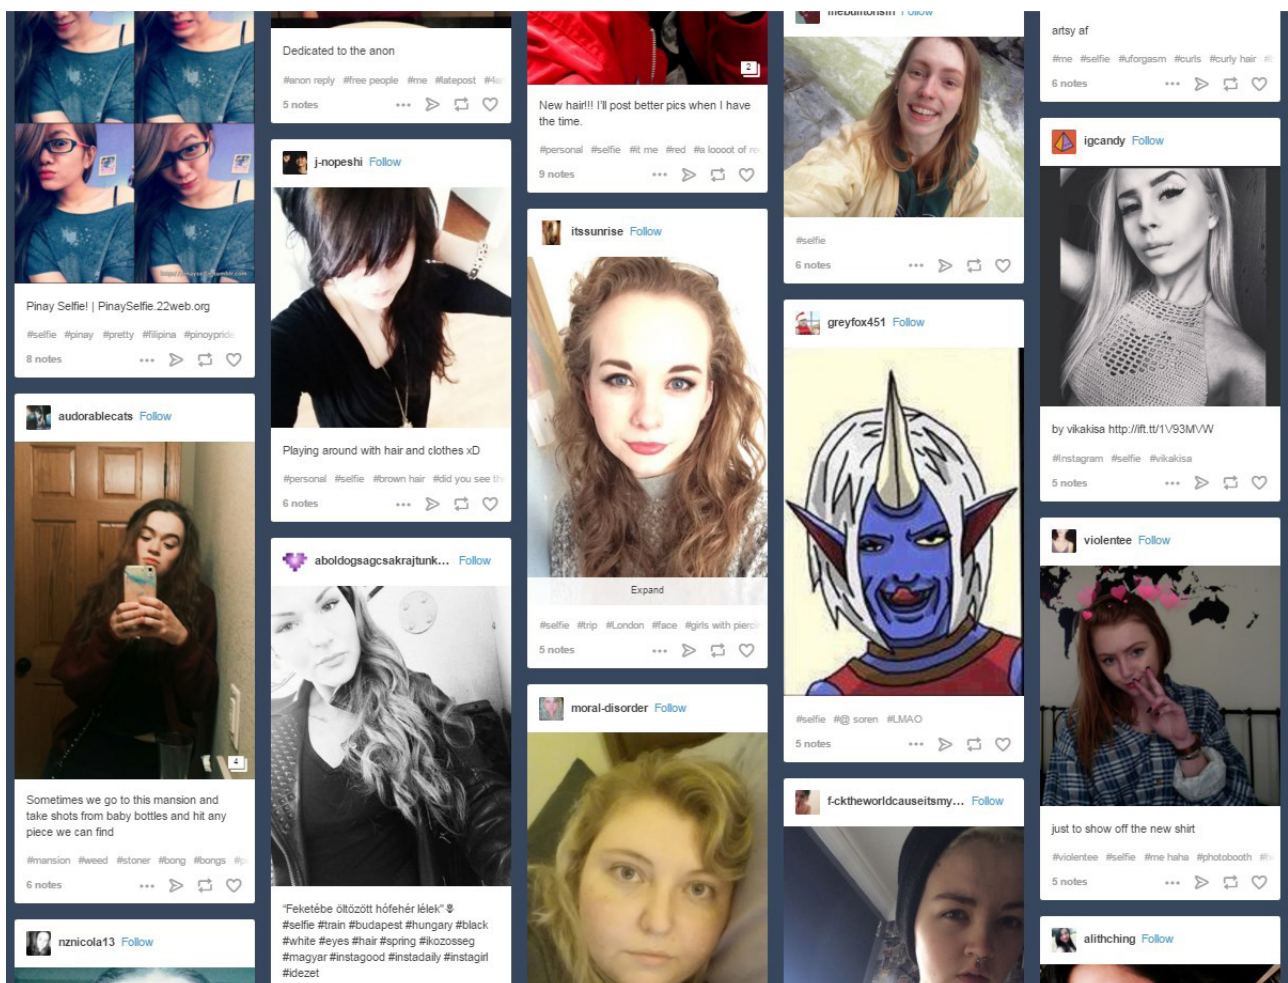 Pinay Selfie! | PinaySelfie.22web.org
#selfie #pinay #pretty #filipina #pinoypride
8 notes
audorablecats Follow
4
Sometimes we go to this mansion and
take shots from baby bottles and hit any
piece we can find
#mansion #weed #stoner #bong #bongs
6 notes
nznicola13 Follow
Dedicated to the anon
#anon reply #free people #me #latepost
5 notes
j-nopeshi Follow
Playing around with hair and clothes xD
#personal #selfie #brown hair #did you see
6 notes
aboldogsagcsakrajtunk... Follow
"Feketébe öltözött hófehér lélek"
#selfie #train #budapest #hungary #black
#white #eyes #hair #spring #ikozosseg
#magyar #instagood #instadaily #instagirl
#idezet
2
New hair!!! I'll post better pics when I have
the time.
#personal #selfie #it me #red #a loooot of
9 notes
itssunrise Follow
Expand
#selfie #trip #London #face #girls with
5 notes
moral-disorder Follow
#selfie
6 notes
greyfox451 Follow
#selfie #@ soren #LMAO
5 notes
f-cktheworldcauseitsmy... Follow
artsy af
#me #selfie #uforgasm #curls #curly hair
6 notes
igcandy Follow
by vikakisa http://ift.tt/1V93MVW
#Instagram #selfie #vikakisa
5 notes
violentee Follow
just to show off the new shirt
#violentee #selfie #me haha #photobooth
5 notes
alithching Follow